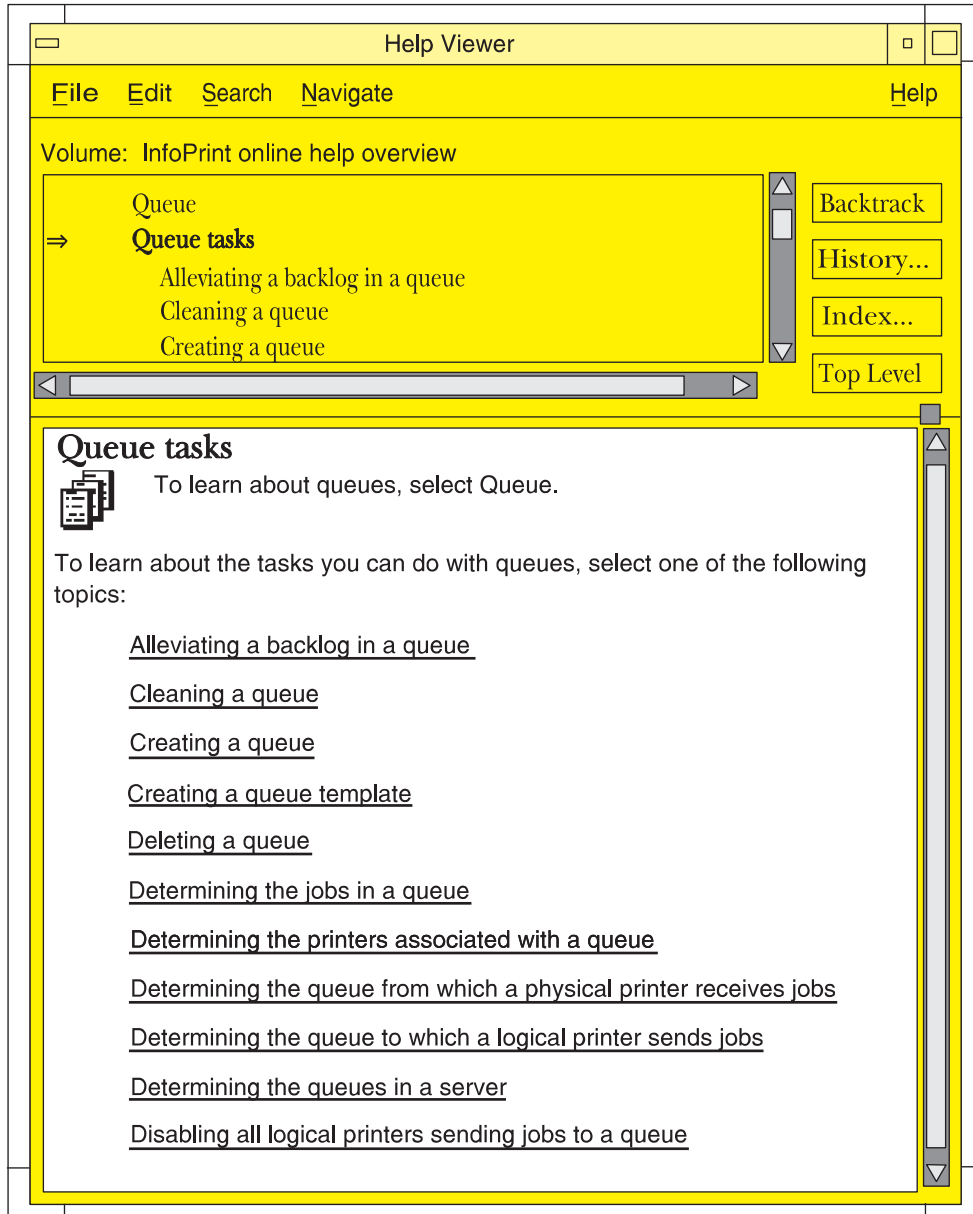 Help Viewer
File Edit Search Navigate Help
Volume: InfoPrint online help overview
Queue
⇒ Queue tasks
Alleviating a backlog in a queue
Cleaning a queue
Creating a queue
Backtrack
History...
Index...
Top Level
Queue tasks
To learn about queues, select Queue.
To learn about the tasks you can do with queues, select one of the following
topics:
Alleviating a backlog in a queue
Cleaning a queue
Creating a queue
Creating a queue template
Deleting a queue
Determining the jobs in a queue
Determining the printers associated with a queue
Determining the queue from which a physical printer receives jobs
Determining the queue to which a logical printer sends jobs
Determining the queues in a server
Disabling all logical printers sending jobs to a queue